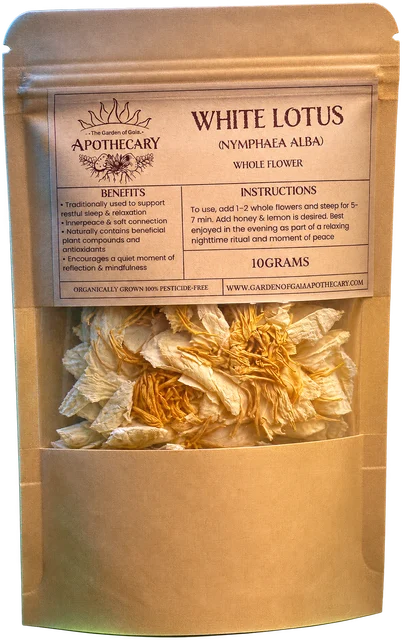 The Garden of Gaia
APOTHECARY
WHITE LOTUS
(NYMPHAEA ALBA)
WHOLE FLOWER
BENEFITS
• Traditionally used to support
restful sleep & relaxation
• Innerpeace & soft connection
• Naturally contains beneficial
plant compounds and
antioxidants
• Encourages a quiet moment of
reflection & mindfulness
INSTRUCTIONS
To use, add 1-2 whole flowers and steep for 5-
7 min. Add honey & lemon is desired. Best
enjoyed in the evening as part of a relaxing
nighttime ritual and moment of peace
10GRAMS
ORGANICALLY GROWN 100% PESTICIDE-FREE
WWW.GARDENOFGAIAAPOTHECARY.COM